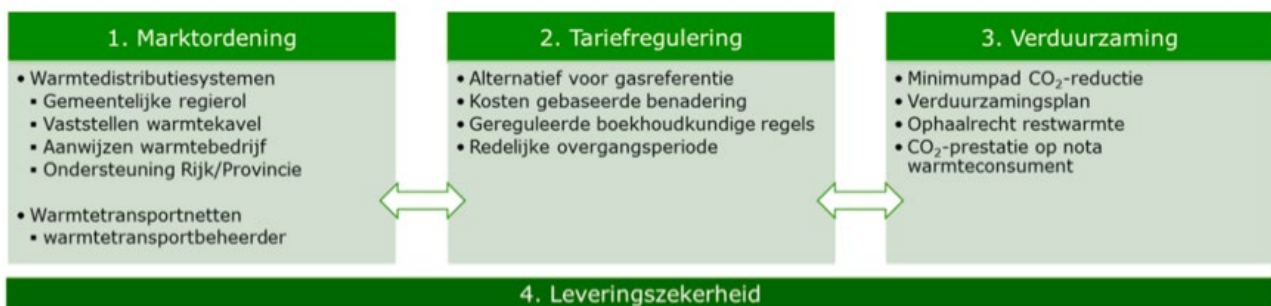 1. Marktordening
• Warmtedistributiesystemen
▪ Gemeentelijke regierol
▪ Vaststellen warmtekavel
▪ Aanwijzen warmtebedrijf
▪ Ondersteuning Rijk/Provincie
• Warmtetransportnetten
▪ warmtetransportbeheerder
2. Tariefregulering
• Alternatief voor gasreferentie
• Kosten gebaseerde benadering
• Gereguleerde boekhoudkundige regels
• Redelijke overgangsperiode
3. Verduurzaming
• Minimumpad CO₂-reductie
• Verduurzamingsplan
• Ophaalrecht restwarmte
• CO₂-prestatie op nota
warmteconsument
4. Leveringszekerheid